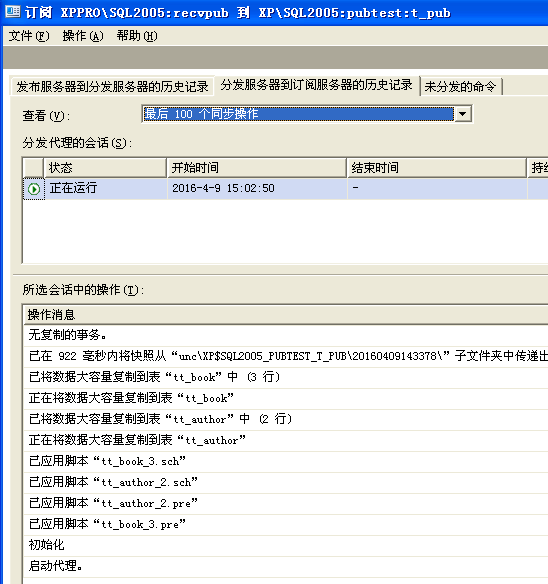 订阅 XPPRO\SQL2005:recvpub 到 XP\SQL2005:pubtest:t_pub
文件(F) 操作(A) 帮助(H)
发布服务器到分发服务器的历史记录 分发服务器到订阅服务器的历史记录 未分发的命令
查看(V): 最后 100 个同步操作
分发代理的会话(S):
状态 开始时间 结束时间
正在运行 2016-4-9 15:02:50 -
所选会话中的操作(T):
操作消息
无复制的事务。
已在 922 毫秒内将快照从“unc\XP$SQL2005_PUBTEST_T_PUB\20160409143378\”子文件夹中传递出
已将数据大容量复制到表“tt_book”中 (3 行)
正在将数据大容量复制到表“tt_book”
已将数据大容量复制到表“tt_author”中 (2 行)
正在将数据大容量复制到表“tt_author”
已应用脚本“tt_book_3.sch”
已应用脚本“tt_author_2.sch”
已应用脚本“tt_author_2.pre”
已应用脚本“tt_book_3.pre”
初始化
启动代理。